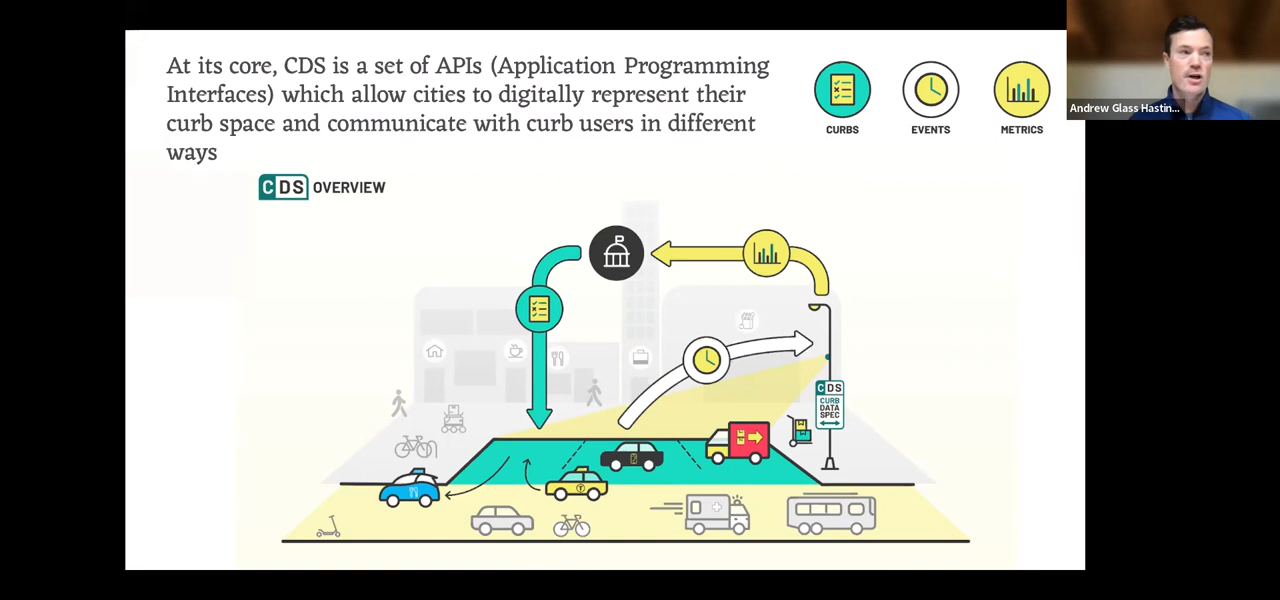 At its core, CDS is a set of APIs (Application Programming
Interfaces) which allow cities to digitally represent their
curb space and communicate with curb users in different
ways
CURBS
EVENTS
METRICS
Andrew Glass Hastin...
CDS OVERVIEW
CDS
CURB
DATA
SPEC